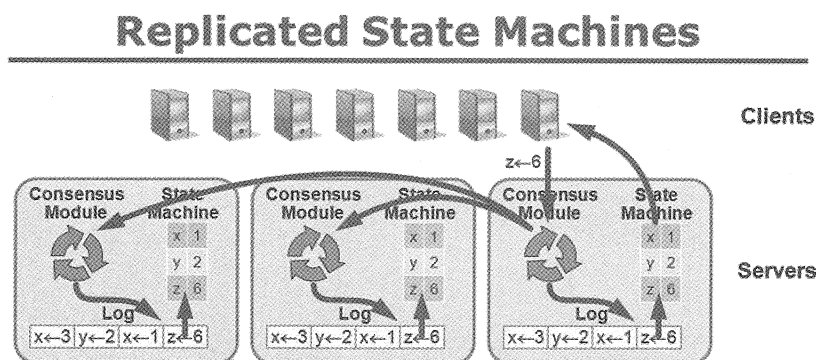 Replicated State Machines
Clients
z←6
Consensus Module
State Machine
x 1
y 2
z 6
Log
x←3 y←2 x←1 z←6
Consensus Module
State Machine
x 1
y 2
z 6
Log
x←3 y←2 x←1 z←6
Consensus Module
State Machine
x 1
y 2
z 6
Log
x←3 y←2 x←1 z←6
Servers